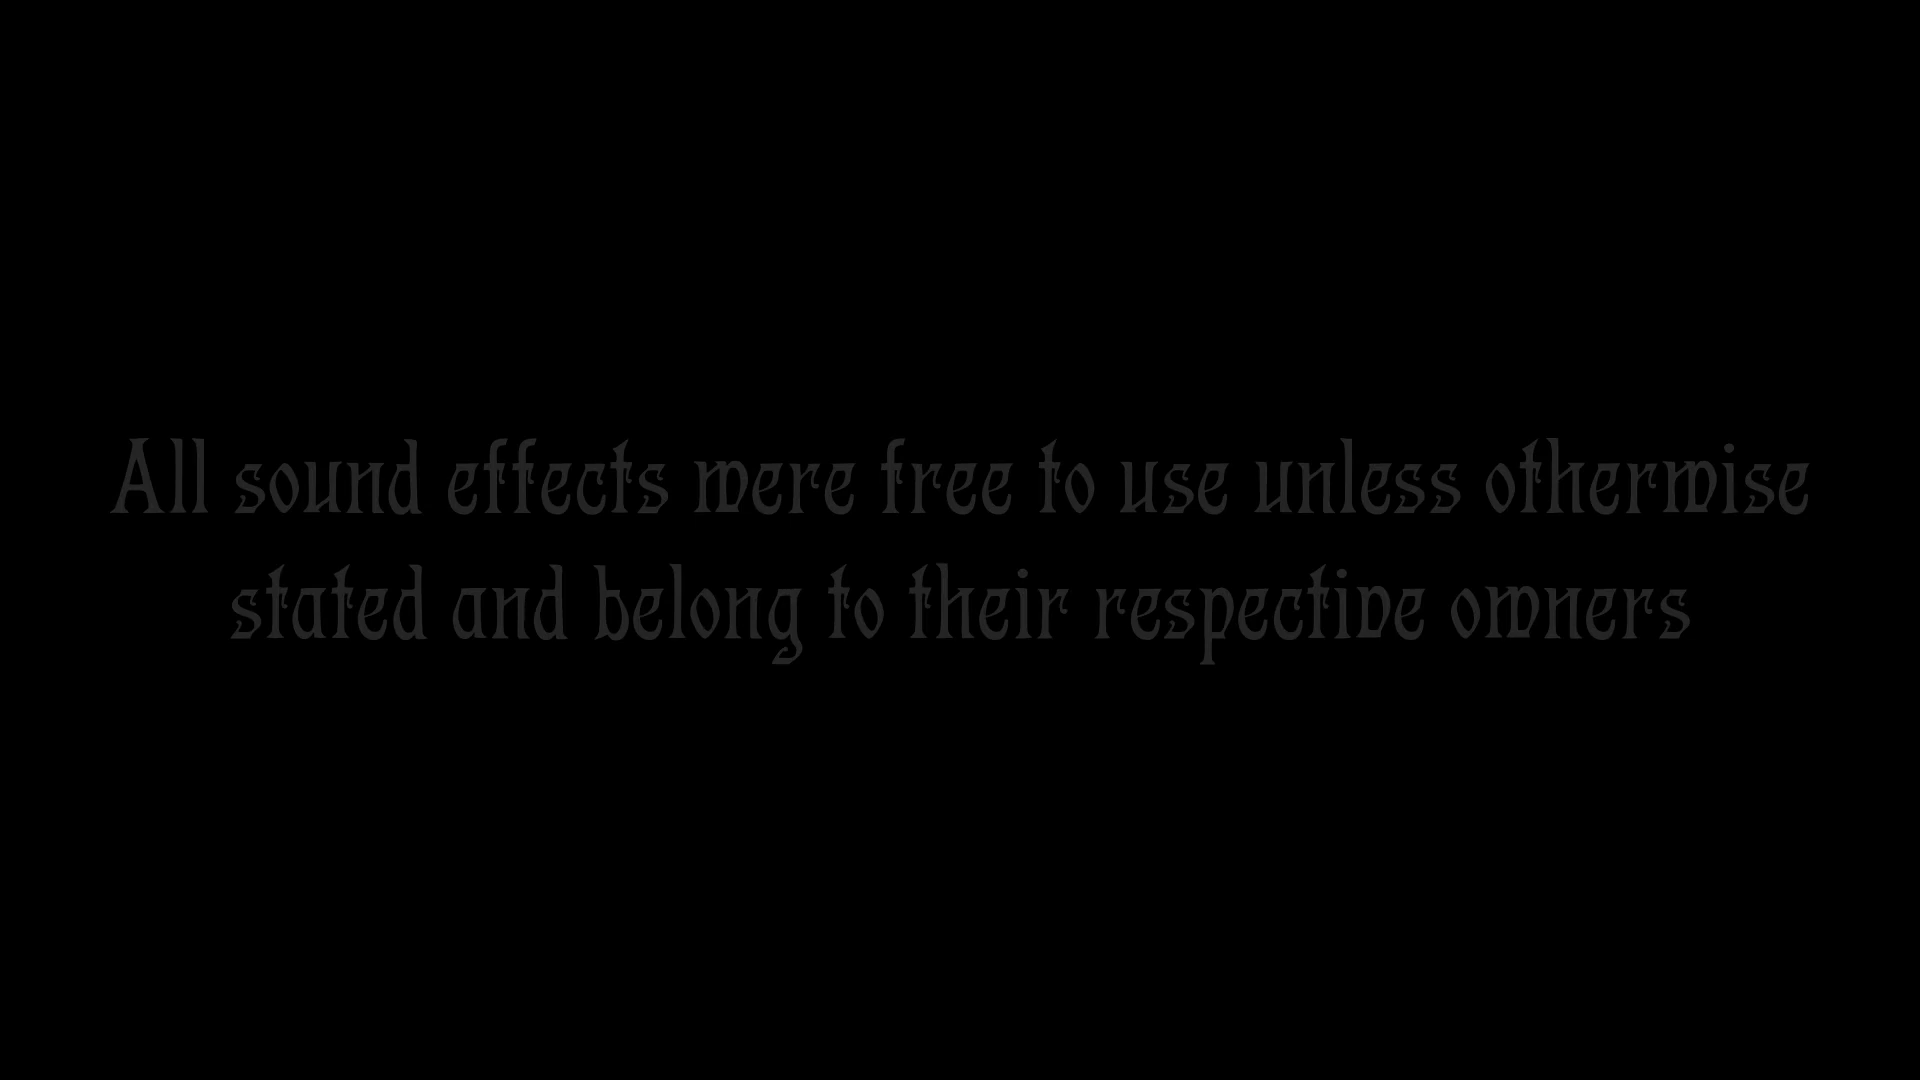 All sound effects were free to use unless otherwise
stated and belong to their respective owners